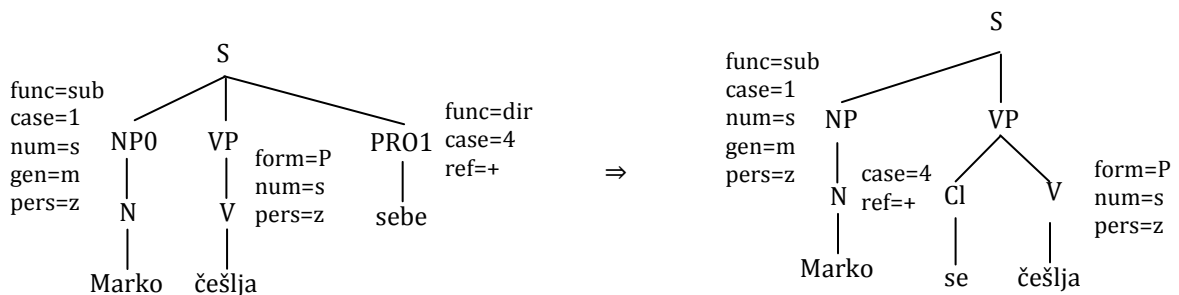 S
func=sub
case=1
num=s
gen=m
pers=z
NP0
VP
form=P
num=s
pers=z
PRO1
func=dir
case=4
ref=+
N
V
sebe
Marko
češlja
⇒
S
func=sub
case=1
num=s
gen=m
pers=z
NP
VP
N
case=4
ref=+
Cl
V
form=P
num=s
pers=z
Marko
se
češlja